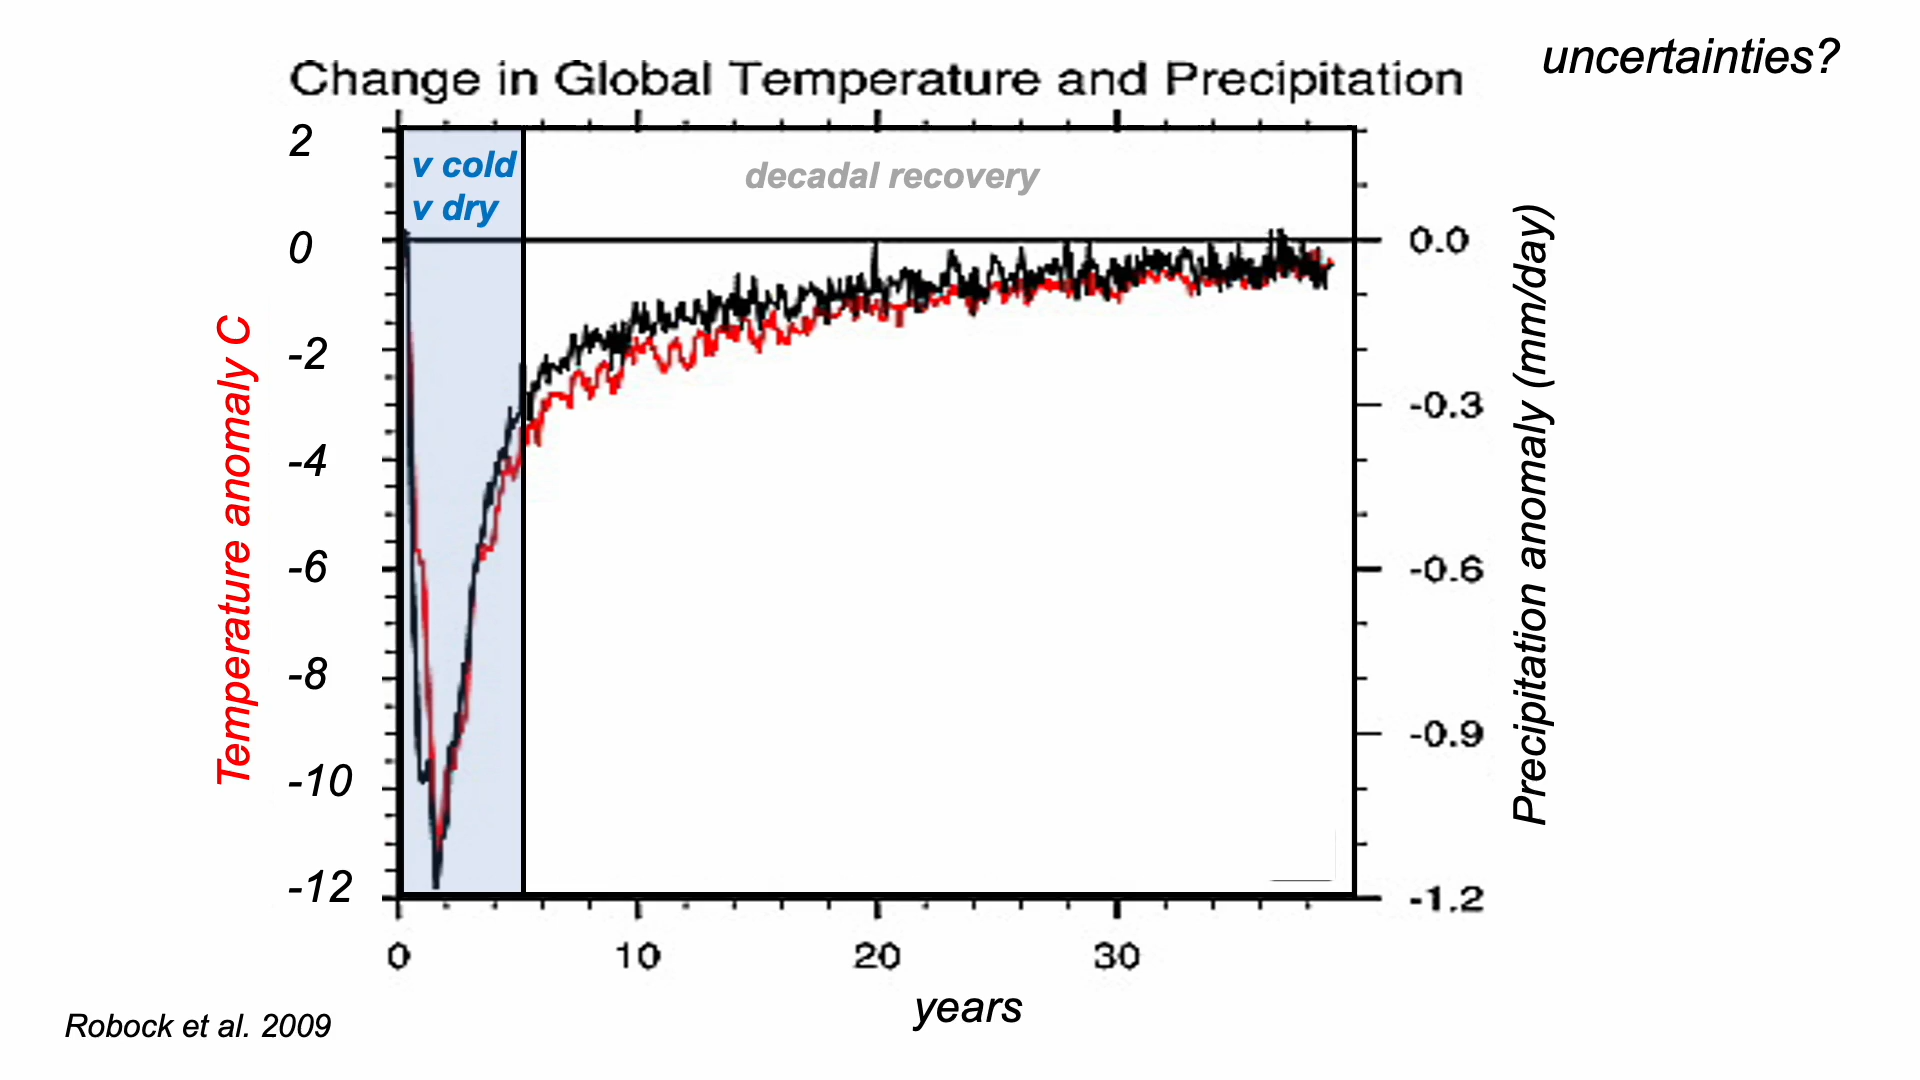 uncertainties?
Change in Global Temperature and Precipitation
v cold
v dry
decadal recovery
2
0
-2
-4
-6
-8
-10
-12
Temperature anomaly C
0.0
-0.3
-0.6
-0.9
-1.2
Precipitation anomaly (mm/day)
0 10 20 30
years
Robock et al. 2009